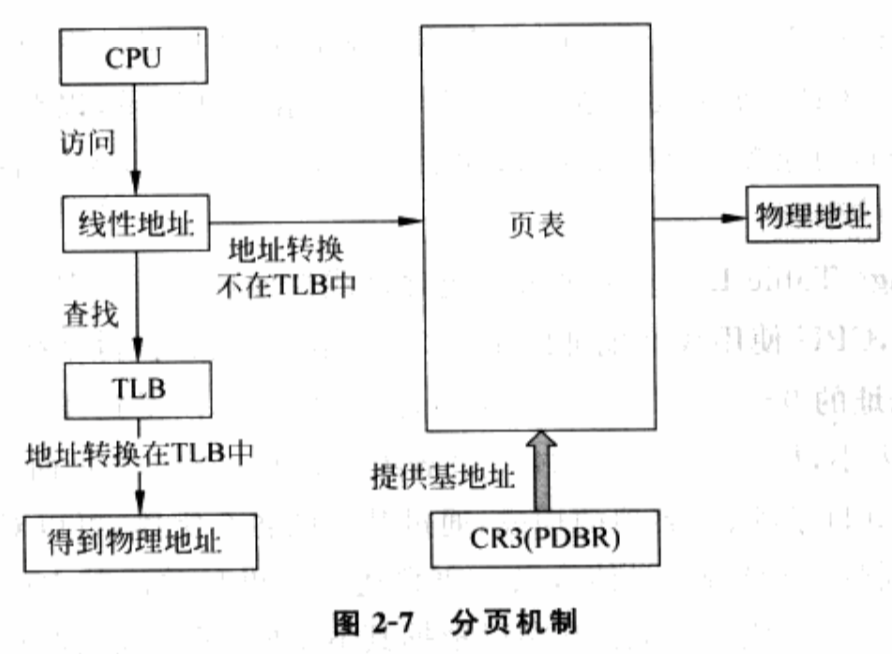 CPU
访问
线性地址
地址转换
不在TLB中
页表
物理地址
查找
TLB
地址转换在TLB中
得到物理地址
提供基地址
CR3(PDBR)
图 2-7 分页机制